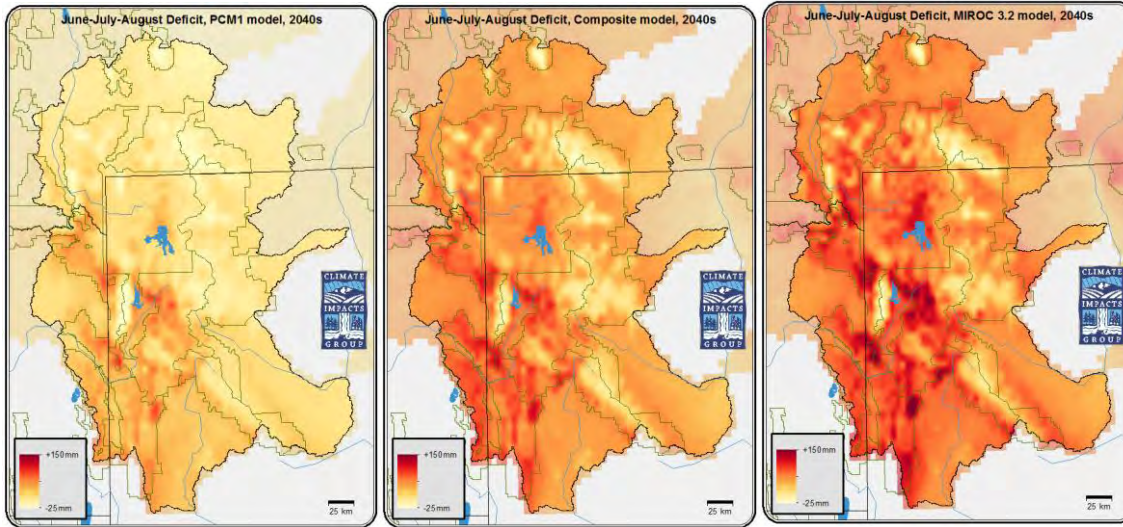 June-July-August Deficit, PCM1 model, 2040s
CLIMATE
IMPACTS
GROUP
+150mm
-25mm
25 km
June-July-August Deficit, Composite model, 2040s
CLIMATE
IMPACTS
GROUP
+150mm
-25mm
25 km
June-July-August Deficit, MIROC 3.2 model, 2040s
CLIMATE
IMPACTS
GROUP
+150mm
-25mm
25 km